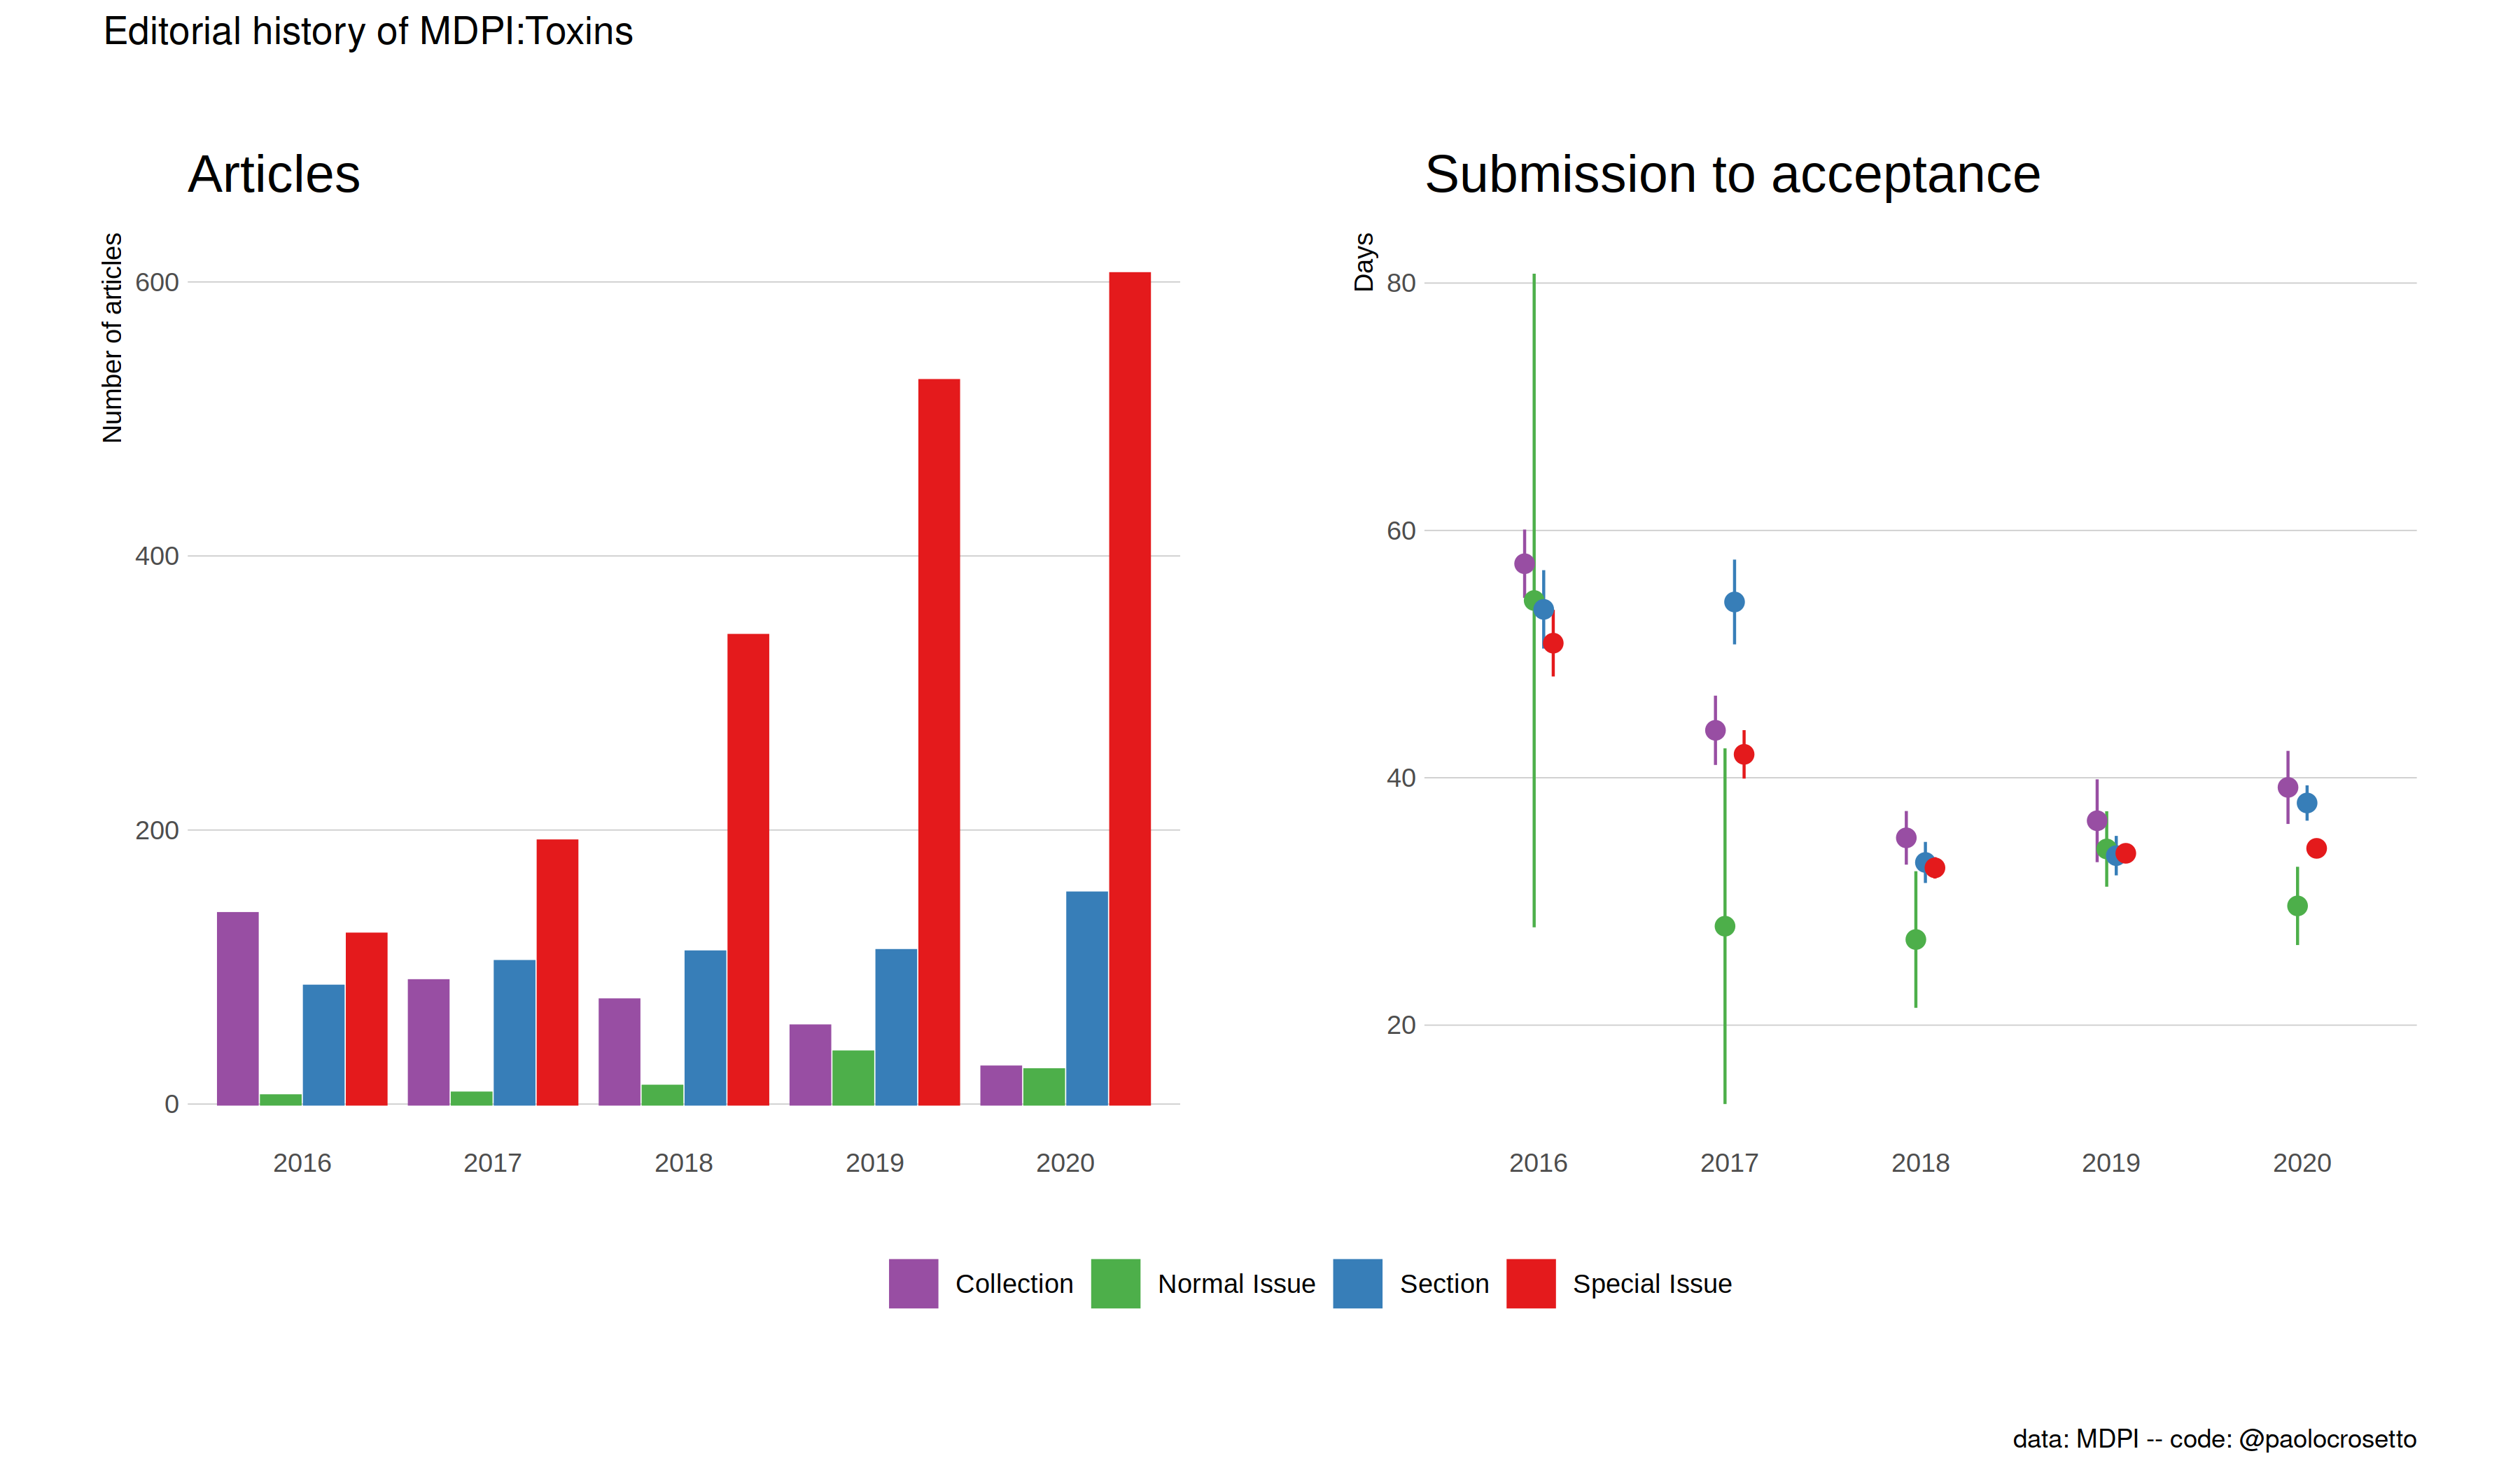 Editorial history of MDPI:Toxins
Articles
Number of articles
600
400
200
0
2016 2017 2018 2019 2020
Submission to acceptance
Days
80
60
40
20
2016 2017 2018 2019 2020
Collection Normal Issue Section Special Issue
data: MDPI -- code: @paolocrosetto